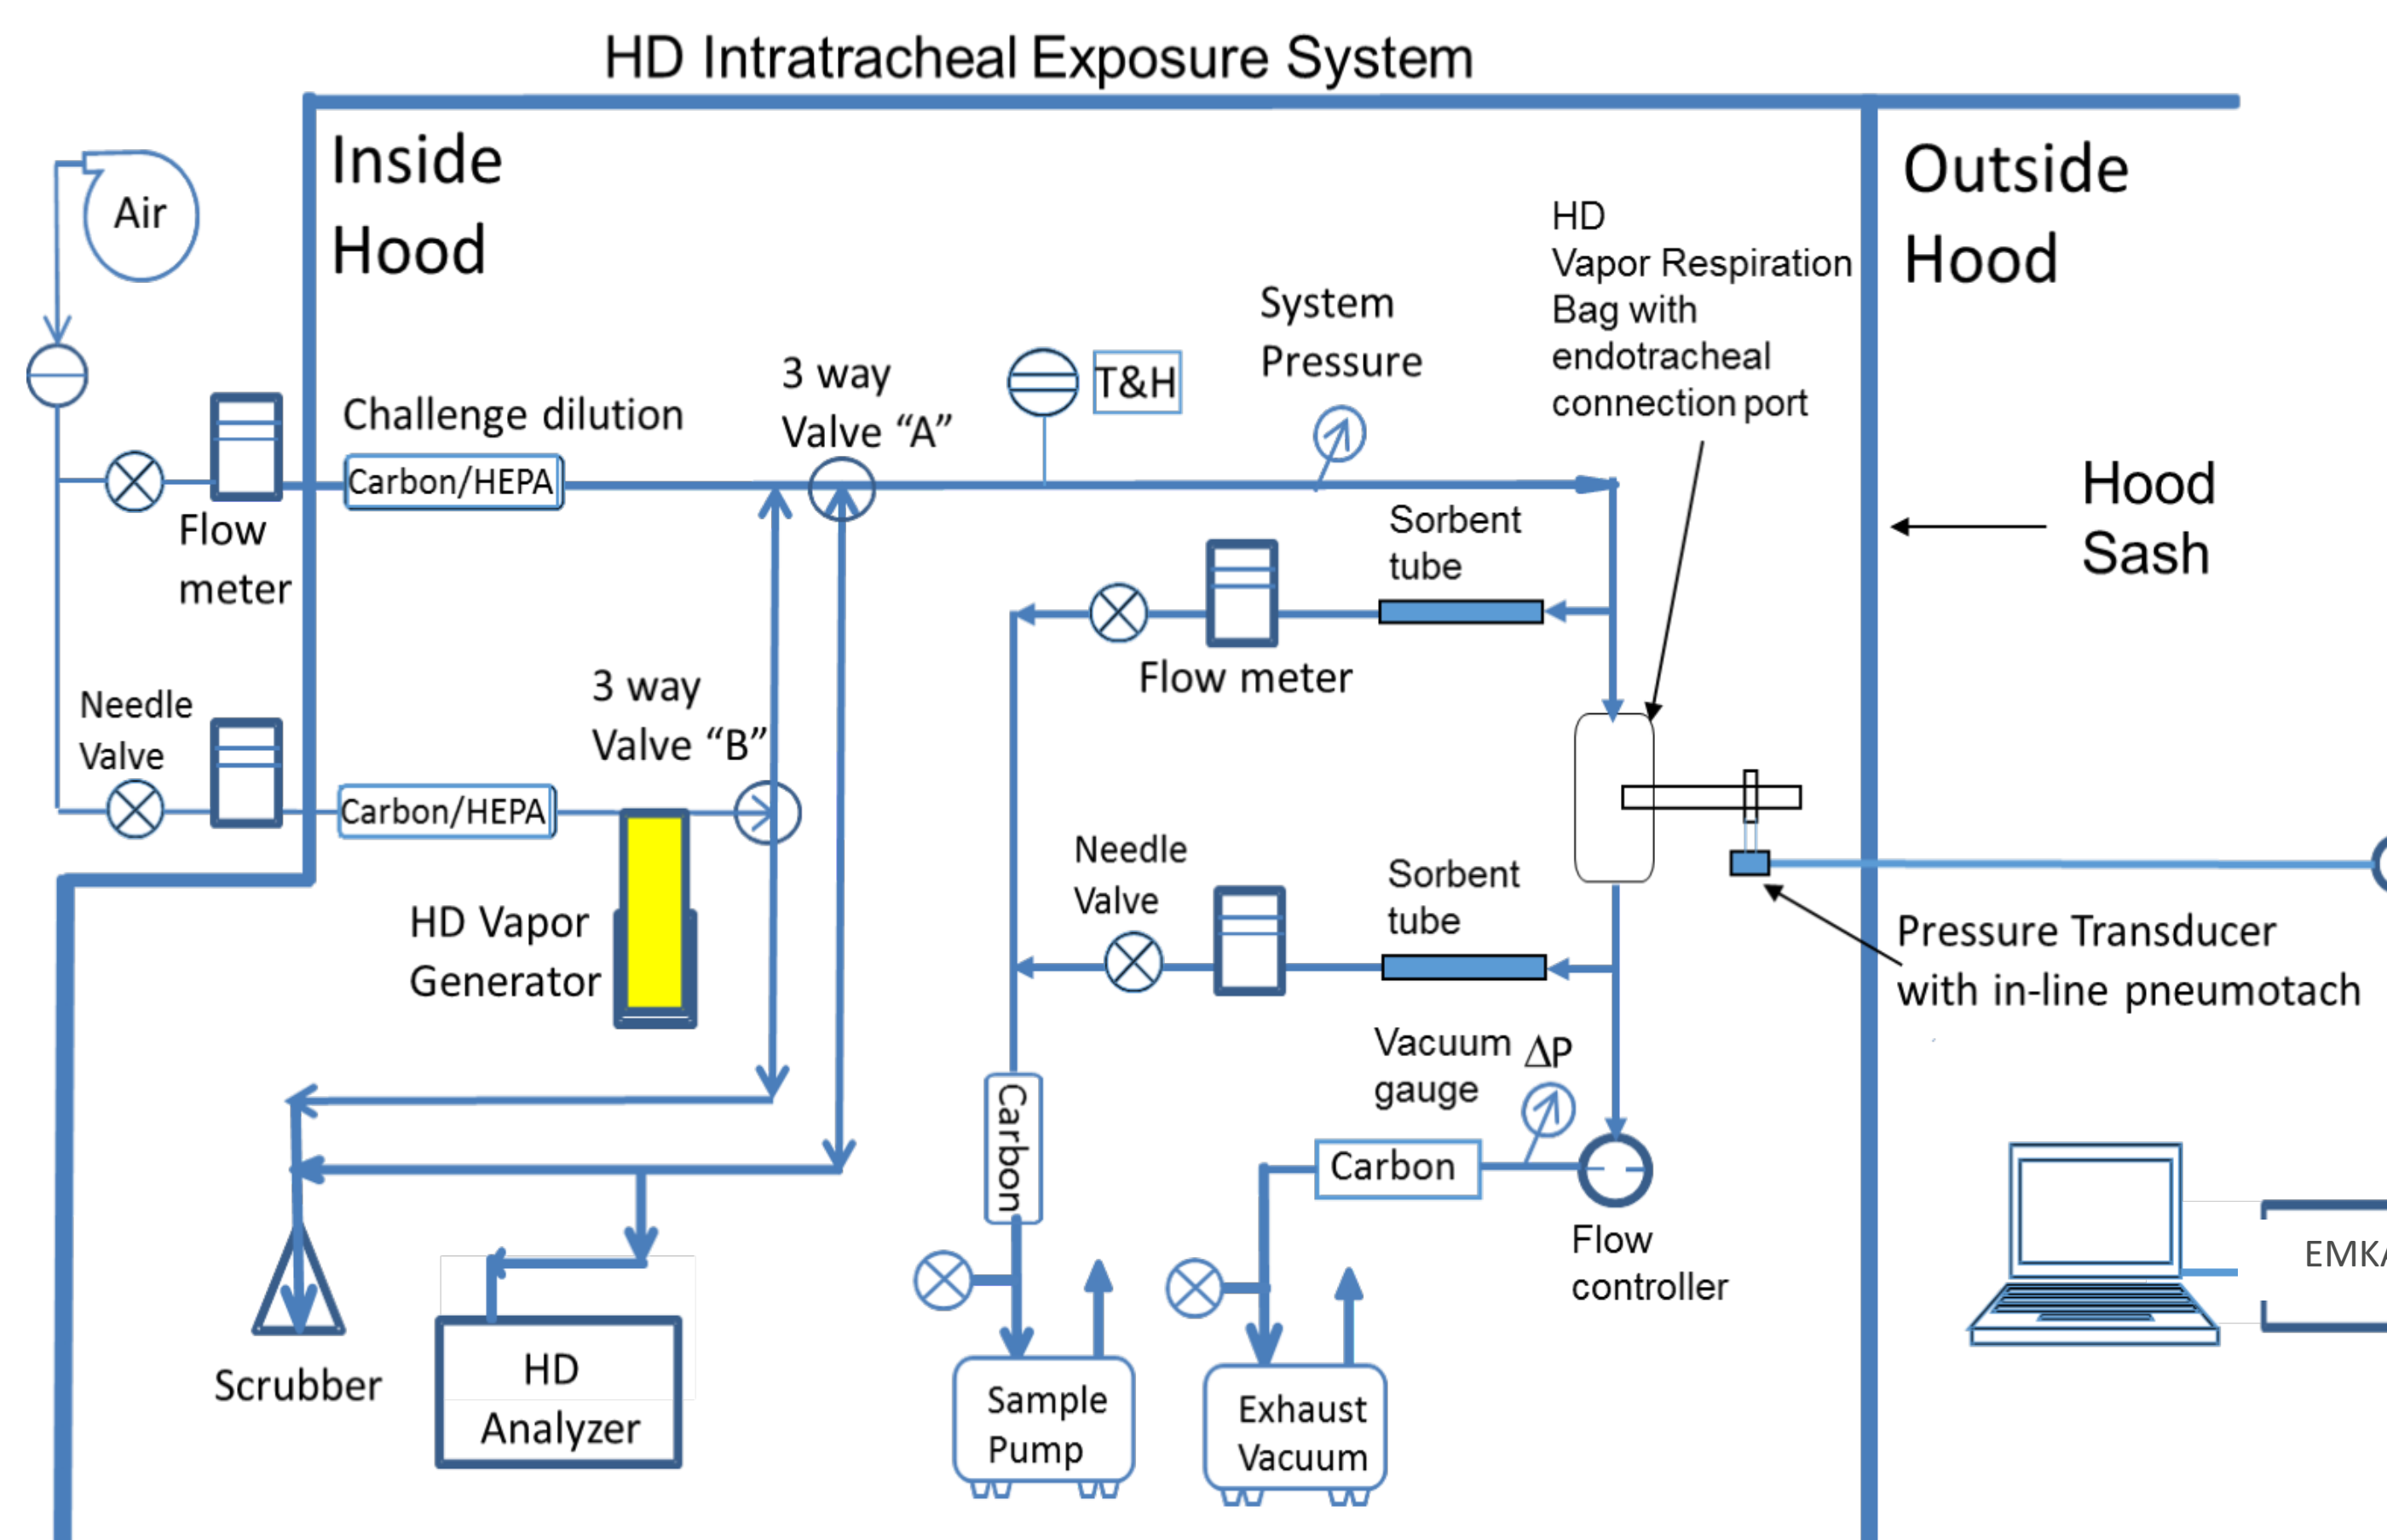 HD Intratracheal Exposure System
Inside
Hood
Outside
Hood
Air
HD
Vapor Respiration
Bag with
endotracheal
connection port
System
Pressure
3 way
Valve “A”
T&H
Challenge dilution
Carbon/HEPA
Flow
meter
Hood
Sash
Sorbent
tube
Flow meter
Needle
Valve
3 way
Valve “B”
Carbon/HEPA
HD Vapor
Generator
Needle
Valve
Sorbent
tube
Pressure Transducer
with in-line pneumotach
Vacuum
gauge
ΔP
Carbon
Carbon
Flow
controller
Scrubber
HD
Analyzer
Sample
Pump
Exhaust
Vacuum